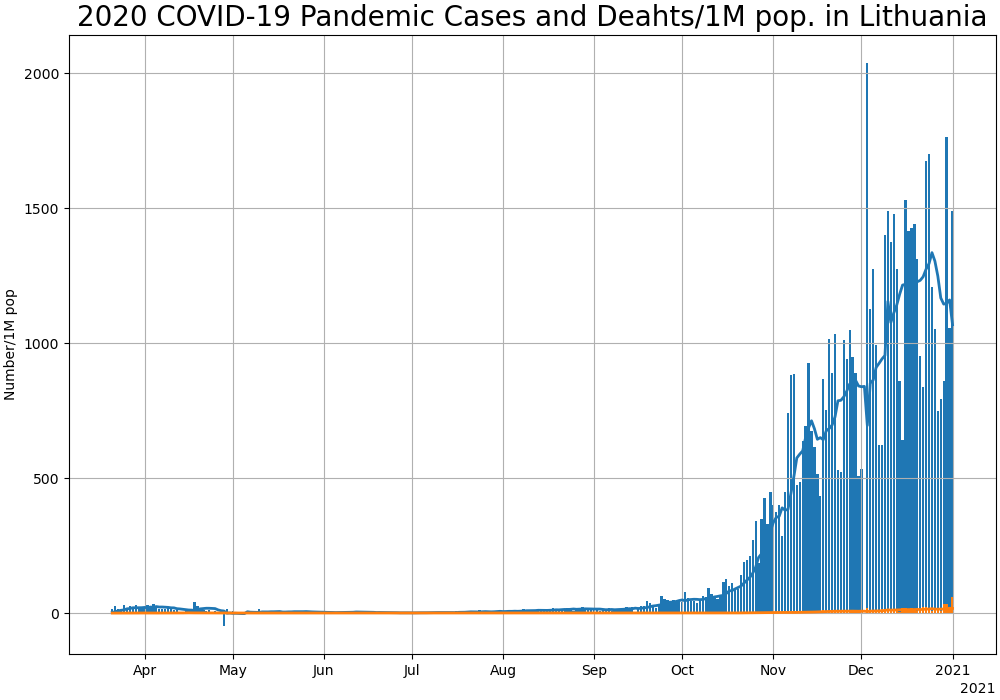 2020 COVID-19 Pandemic Cases and Deahts/1M pop. in Lithuania
Number/1M pop
2000
1500
1000
500
0
Apr May Jun Jul Aug Sep Oct Nov Dec 2021
2021